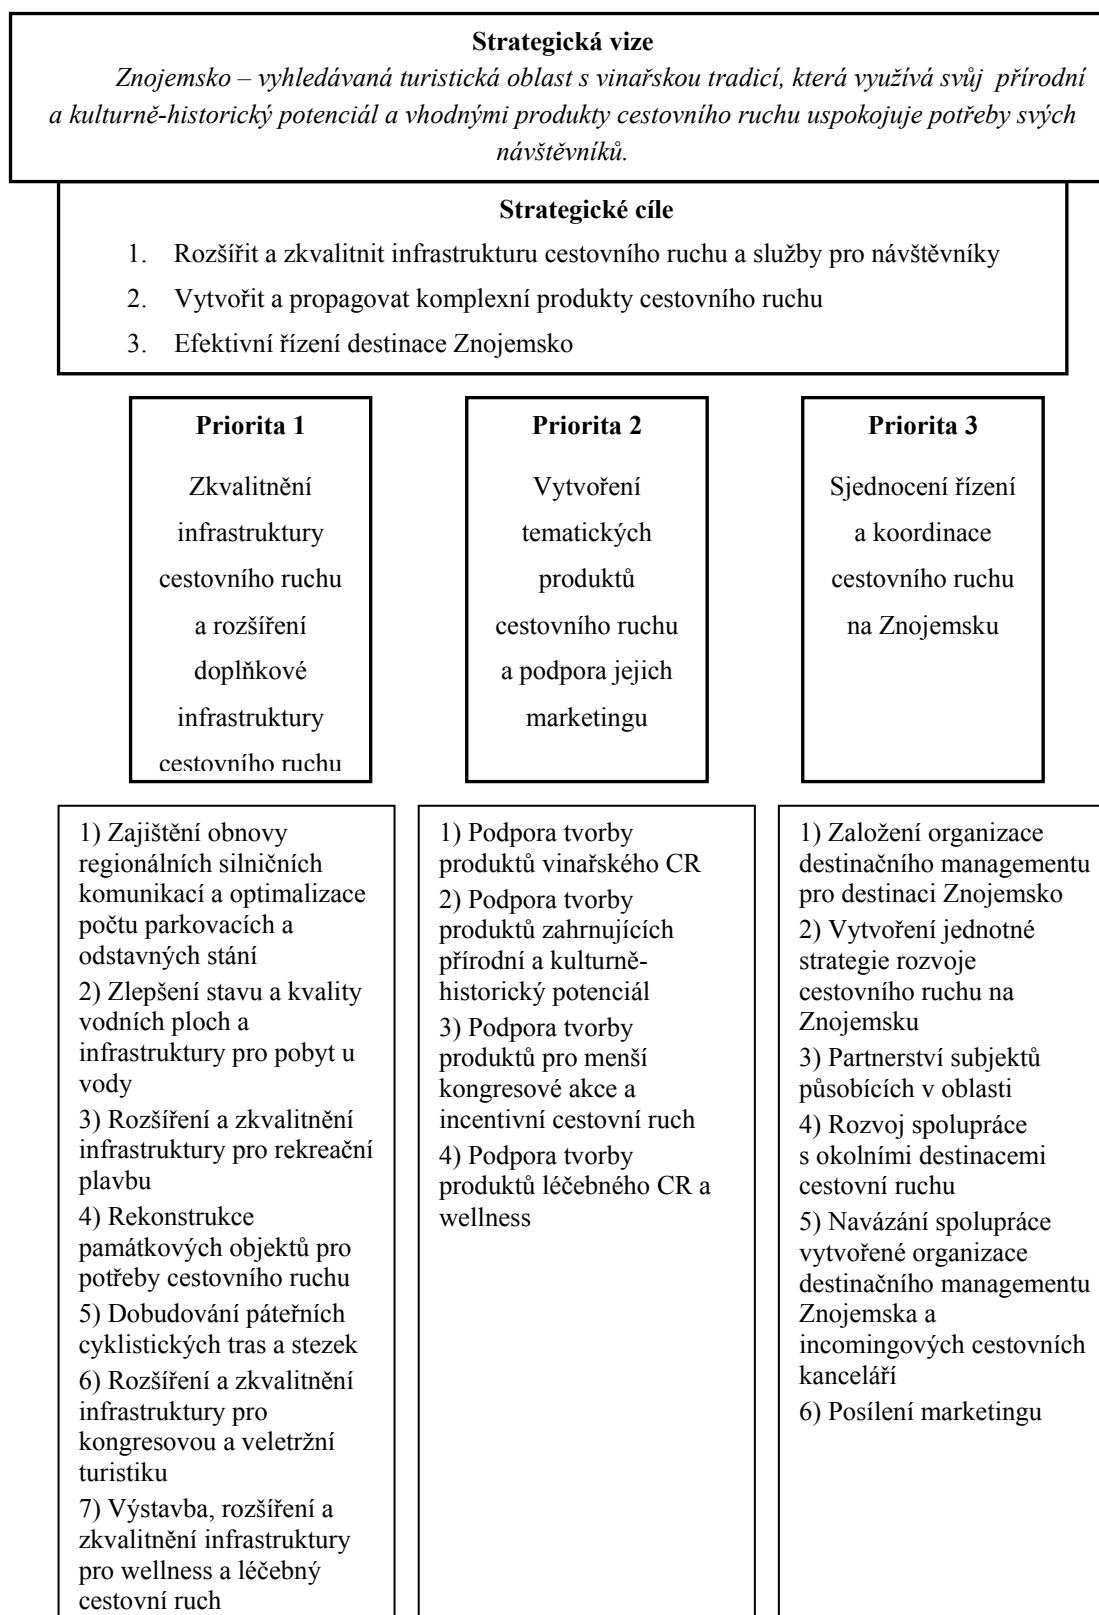 Strategická vize
Znojemsko – vyhledávaná turistická oblast s vinařskou tradicí, která využívá svůj přírodní
a kulturně-historický potenciál a vhodnými produkty cestovního ruchu uspokojuje potřeby svých
návštěvníků.
Strategické cíle
1. Rozšířit a zkvalitnit infrastrukturu cestovního ruchu a služby pro návštěvníky
2. Vytvořit a propagovat komplexní produkty cestovního ruchu
3. Efektivní řízení destinace Znojemsko
Priorita 1
Zkvalitnění
infrastruktury
cestovního ruchu
a rozšíření
doplňkové
infrastruktury
cestovního ruchu
Priorita 2
Vytvoření
tematických
produktů
cestovního ruchu
a podpora jejich
marketingu
Priorita 3
Sjednocení řízení
a koordinace
cestovního ruchu
na Znojemsku
1) Zajištění obnovy
regionálních silničních
komunikací a optimalizace
počtu parkovacích a
odstavných stání
2) Zlepšení stavu a kvality
vodních ploch a
infrastruktury pro pobyt u
vody
3) Rozšíření a zkvalitnění
infrastruktury pro rekreační
plavbu
4) Rekonstrukce
památkových objektů pro
potřeby cestovního ruchu
5) Dobudování páteřních
cyklistických tras a stezek
6) Rozšíření a zkvalitnění
infrastruktury pro
kongresovou a veletržní
turistiku
7) Výstavba, rozšíření a
zkvalitnění infrastruktury
pro wellness a léčebný
cestovní ruch
1) Podpora tvorby
produktů vinařského CR
2) Podpora tvorby
produktů zahrnujících
přírodní a kulturně-
historický potenciál
3) Podpora tvorby
produktů pro menší
kongresové akce a
incentivní cestovní ruch
4) Podpora tvorby
produktů léčebného CR a
wellness
1) Založení organizace
destinačního managementu
pro destinaci Znojemsko
2) Vytvoření jednotné
strategie rozvoje
cestovního ruchu na
Znojemsku
3) Partnerství subjektů
působících v oblasti
4) Rozvoj spolupráce
s okolními destinacemi
cestovní ruchu
5) Navázání spolupráce
vytvořené organizace
destinačního managementu
Znojemska a
incomingových cestovních
kanceláří
6) Posílení marketingu